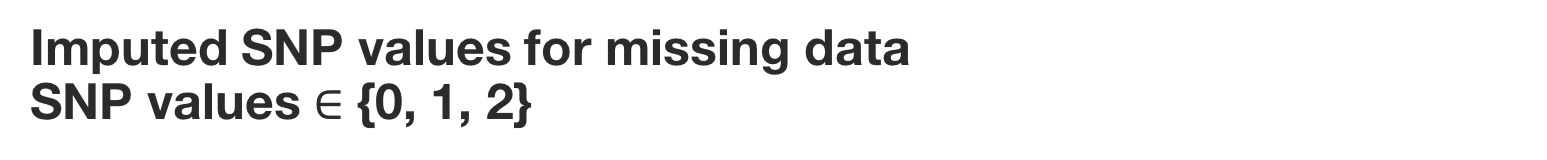 Imputed SNP values for missing data
SNP values ∈ {0, 1, 2}